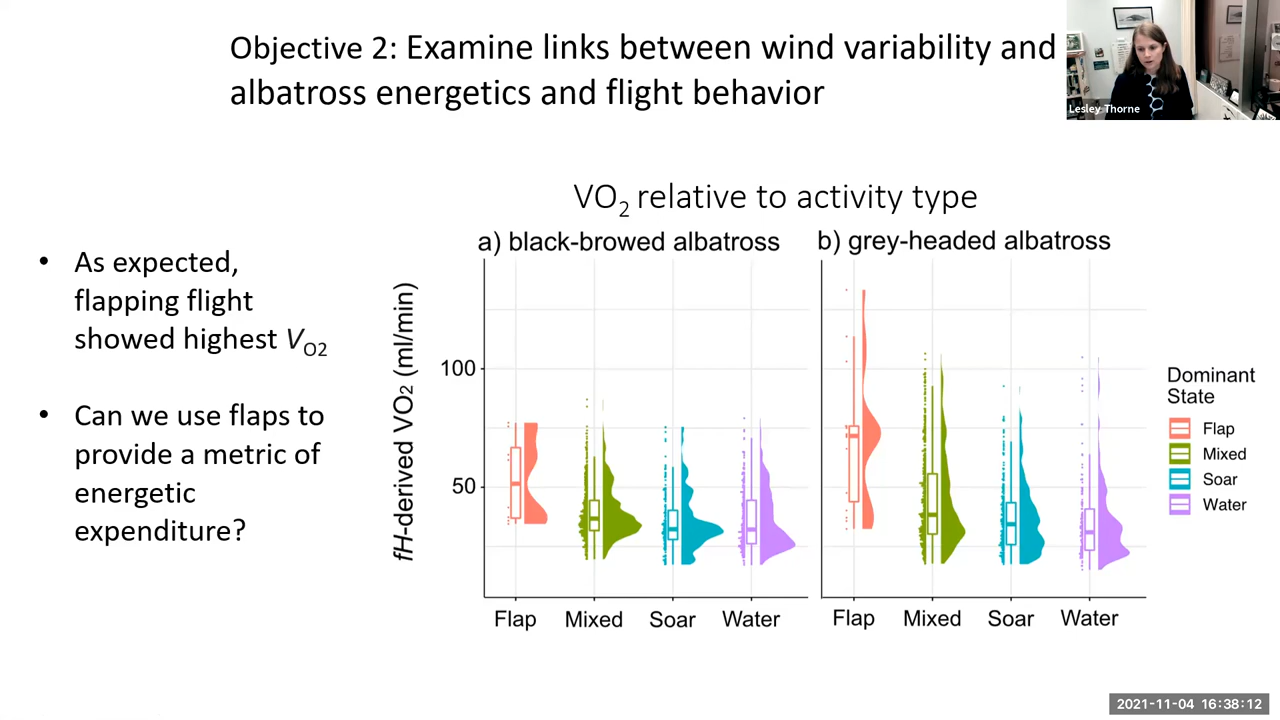 Objective 2: Examine links between wind variability and
albatross energetics and flight behavior
Lesley Thorne
VO2 relative to activity type
• As expected,
flapping flight
showed highest VO2
• Can we use flaps to
provide a metric of
energetic
expenditure?
a) black-browed albatross
b) grey-headed albatross
fH-derived VO2 (ml/min)
100
50
Flap
Mixed
Soar
Water
Flap
Mixed
Soar
Water
Dominant
State
Flap
Mixed
Soar
Water
2021-11-04 16:38:12